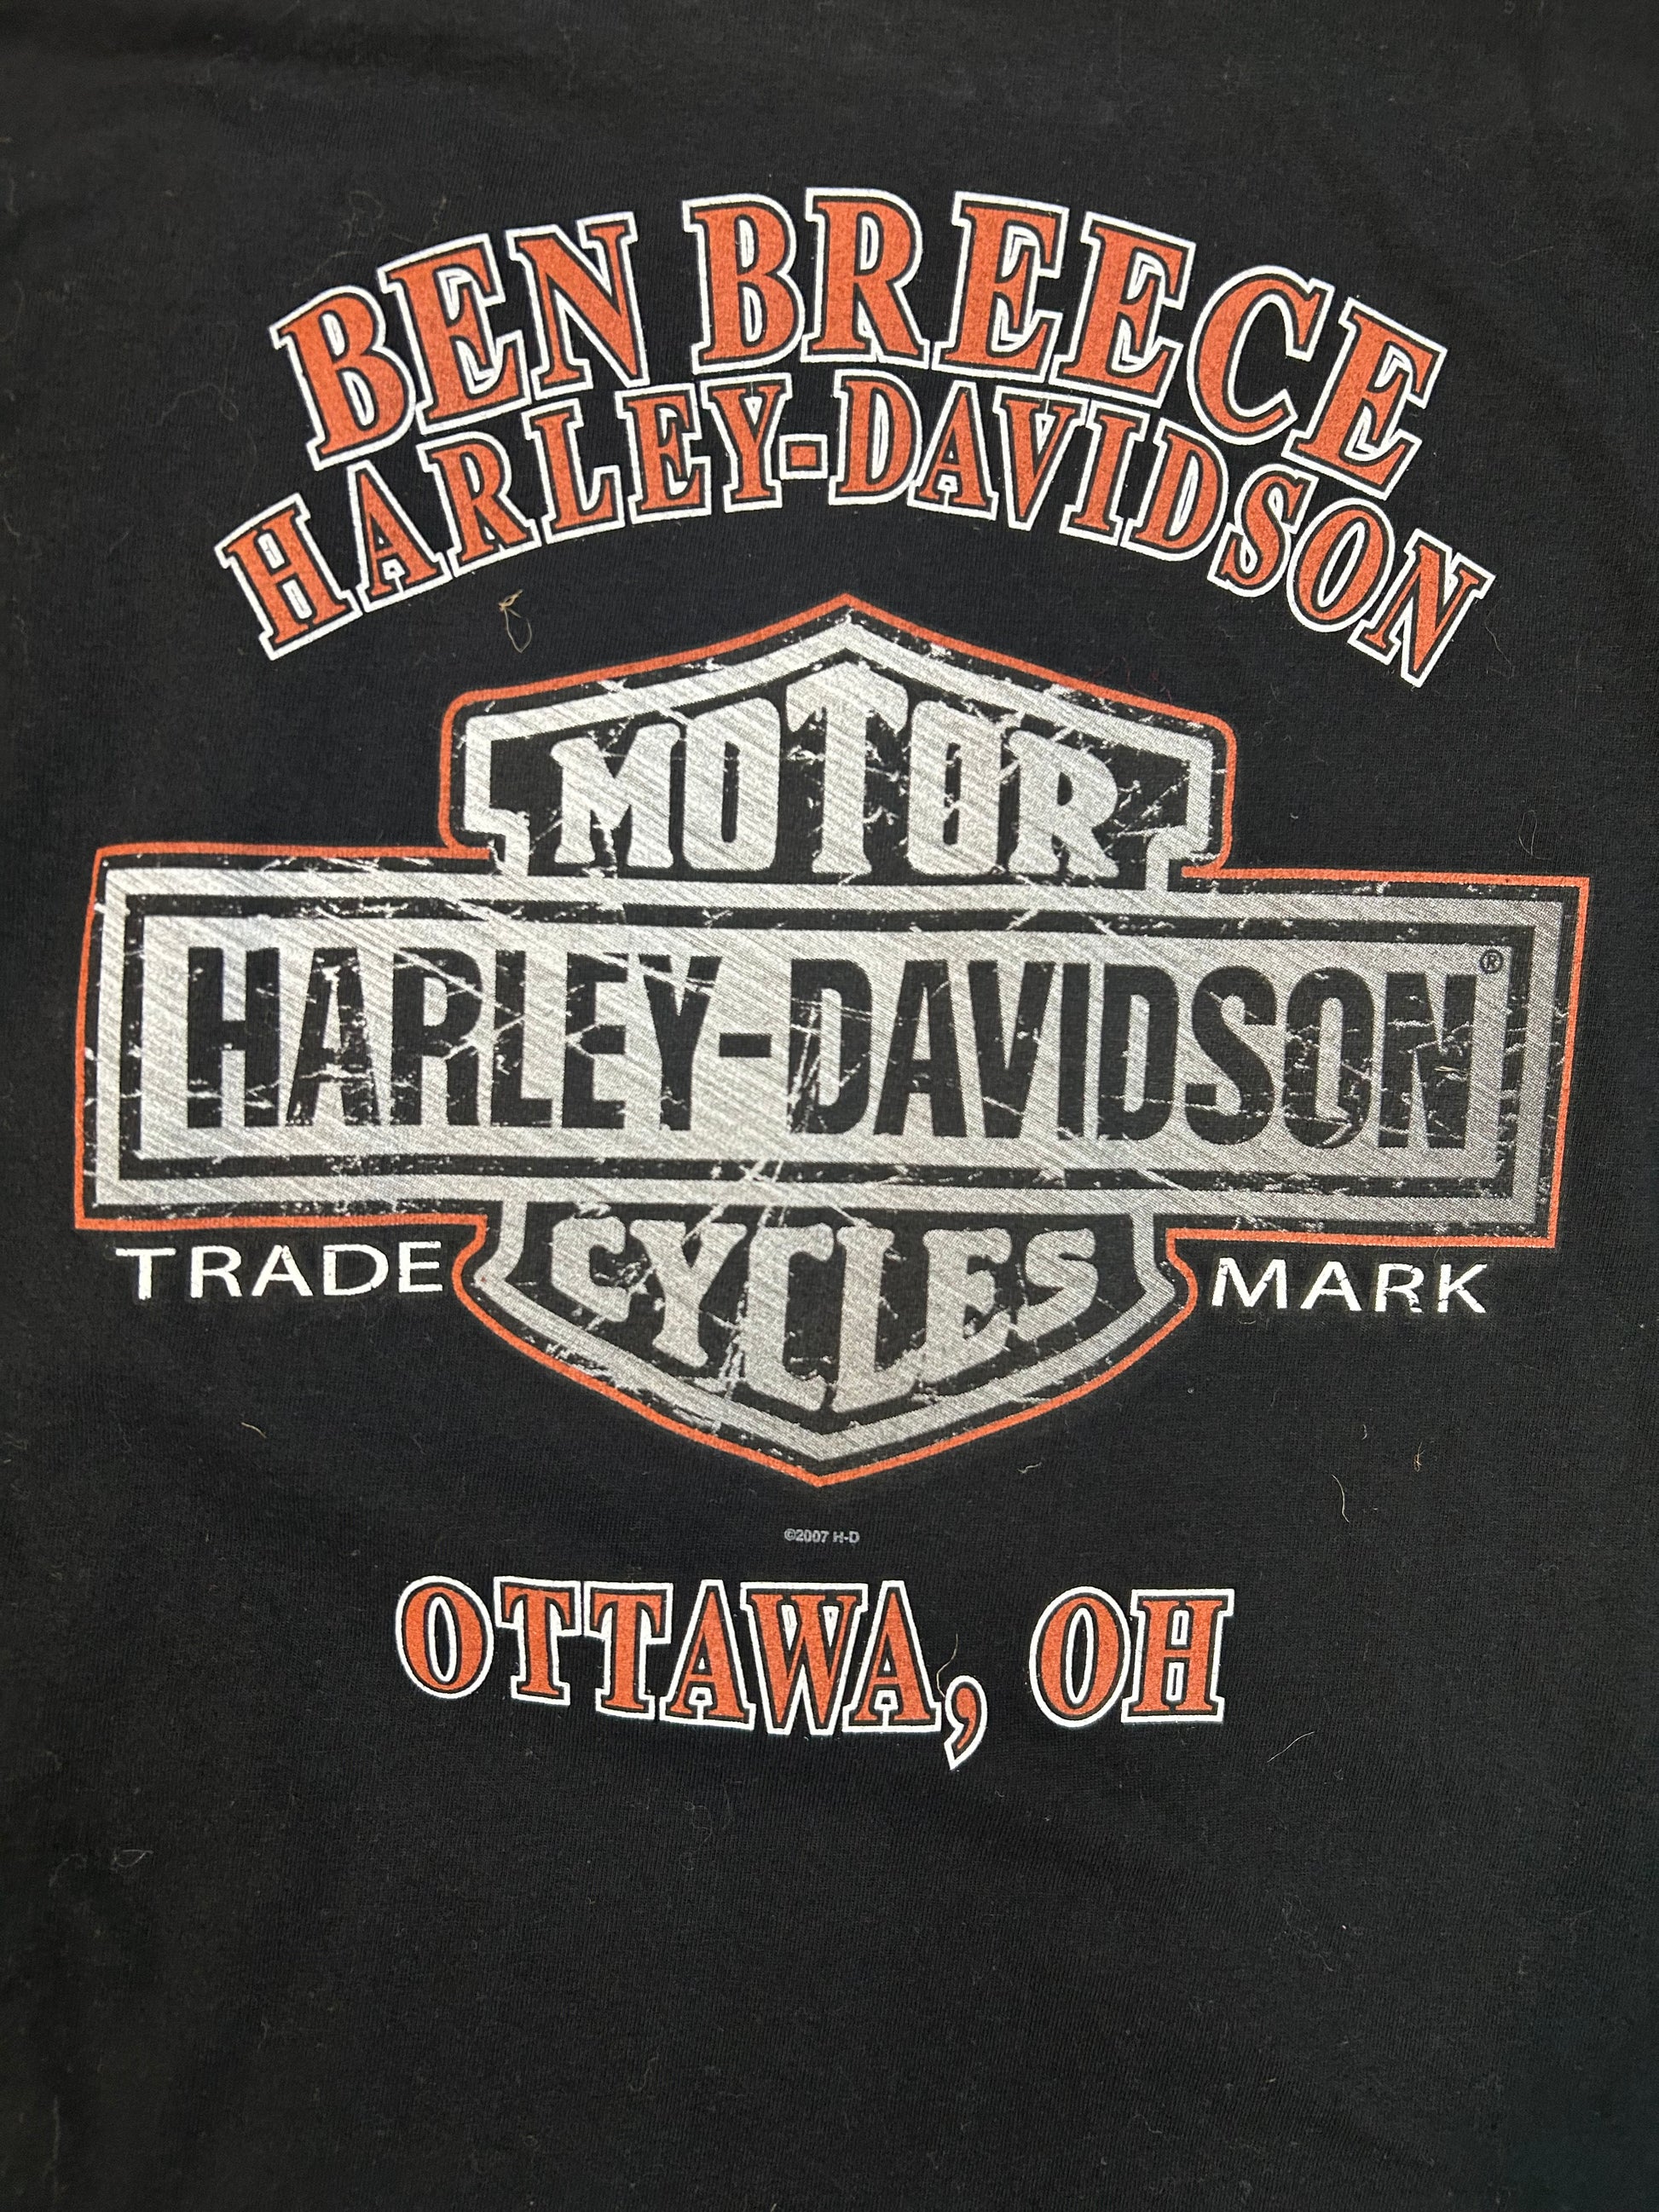 BEN BREECE
HARLEY-DAVIDSON
MOTOR
HARLEY-DAVIDSON®
CYCLES
TRADE MARK
©2007 H-D
OTTAWA, OH